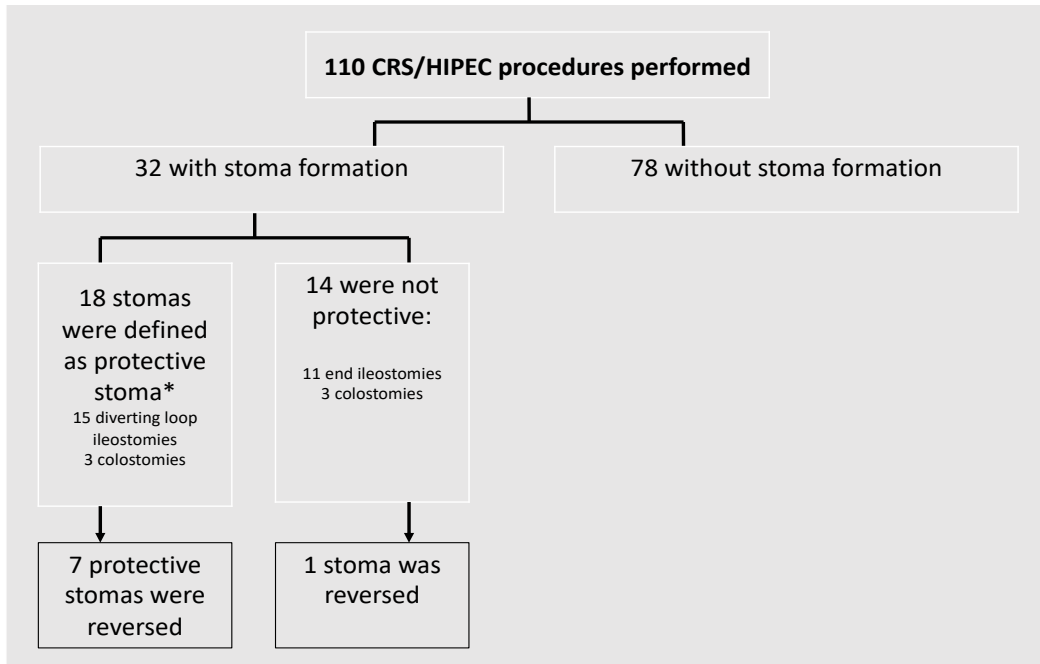 110 CRS/HIPEC procedures performed
32 with stoma formation
78 without stoma formation
18 stomas
were defined
as protective
stoma*
15 diverting loop
ileostomies
3 colostomies
14 were not
protective:
11 end ileostomies
3 colostomies
7 protective
stomas were
reversed
1 stoma was
reversed